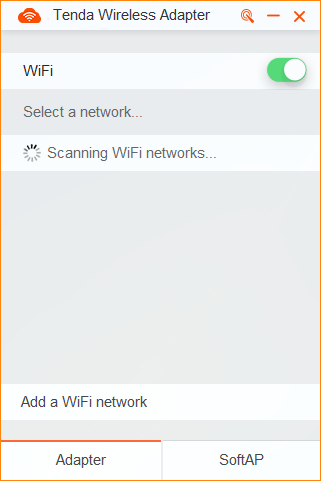 Tenda Wireless Adapter
WiFi
Select a network...
Scanning WiFi networks...
Add a WiFi network
Adapter
SoftAP